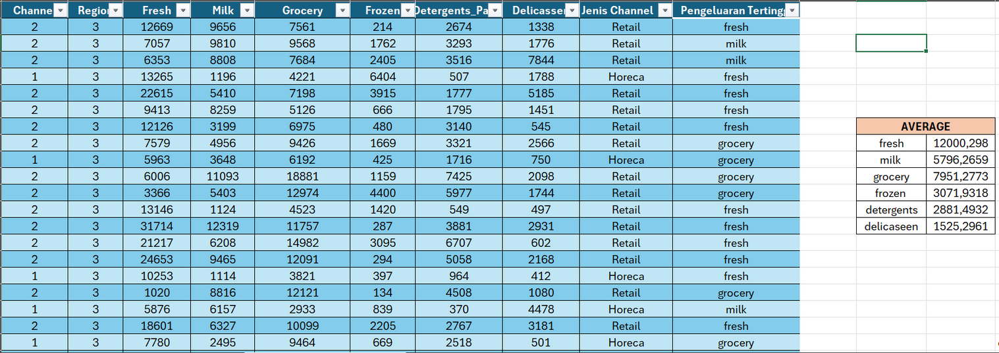 Channe Region Fresh Milk Grocery Frozen Detergents_Pa Delicasser Jenis Channel Pengeluaran Terting
2 3 12669 9656 7561 214 2674 1338 Retail fresh
2 3 7057 9810 9568 1762 3293 1776 Retail milk
2 3 6353 8808 7684 2405 3516 7844 Retail milk
1 3 13265 1196 4221 6404 507 1788 Horeca fresh
2 3 22615 5410 7198 3915 1777 5185 Retail fresh
2 3 9413 8259 5126 666 1795 1451 Retail fresh
2 3 12126 3199 6975 480 3140 545 Retail fresh AVERAGE
2 3 7579 4956 9426 1669 3321 2566 Retail grocery fresh 12000,298
1 3 5963 3648 6192 425 1716 750 Horeca grocery milk 5796,2659
2 3 6006 11093 18881 1159 7425 2098 Retail grocery grocery 7951,2773
2 3 3366 5403 12974 4400 5977 1744 Retail grocery frozen 3071,9318
2 3 13146 1124 4523 1420 549 497 Retail fresh detergents 2881,4932
2 3 31714 12319 11757 287 3881 2931 Retail fresh delicaseen 1525,2961
2 3 21217 6208 14982 3095 6707 602 Retail fresh
2 3 24653 9465 12091 294 5058 2168 Retail fresh
1 3 10253 1114 3821 397 964 412 Horeca fresh
2 3 1020 8816 12121 134 4508 1080 Retail grocery
1 3 5876 6157 2933 839 370 4478 Horeca milk
2 3 18601 6327 10099 2205 2767 3181 Retail fresh
1 3 7780 2495 9464 669 2518 501 Horeca grocery